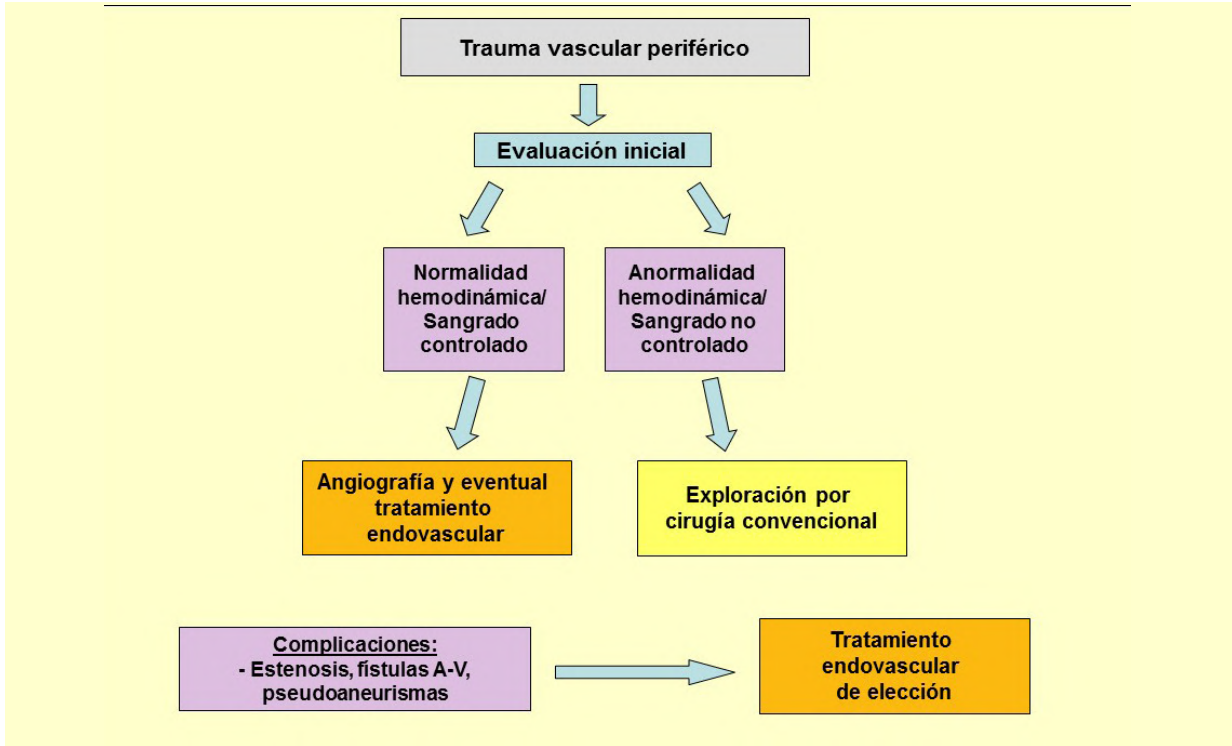 Trauma vascular periférico
Evaluación inicial
Normalidad
hemodinámica/
Sangrado
controlado
Anormalidad
hemodinámica/
Sangrado no
controlado
Angiografía y eventual
tratamiento
endovascular
Exploración por
cirugía convencional
Complicaciones:
- Estenosis, fístulas A-V,
pseudoaneurismas
Tratamiento
endovascular
de elección